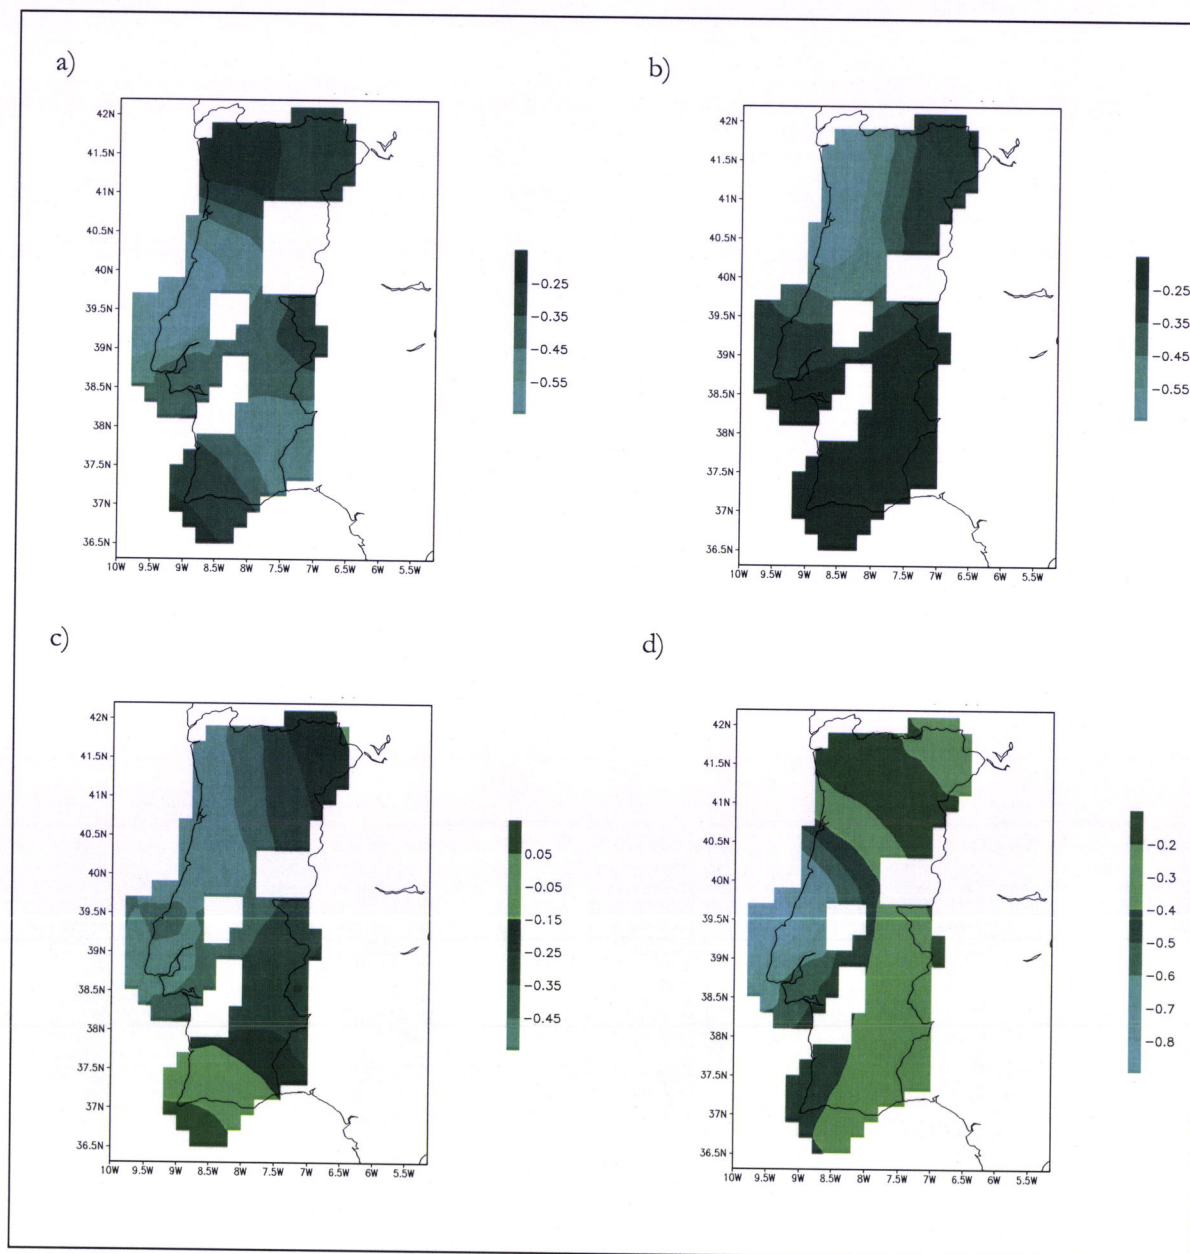 a)
42N
41.5N
41N
40.5N
40N
39.5N
39N
38.5N
38N
37.5N
37N
36.5N
10W 9.5W 9W 8.5W 8W 7.5W 7W 6.5W 6W 5.5W
-0.25
-0.35
-0.45
-0.55
b)
42N
41.5N
41N
40.5N
40N
39.5N
39N
38.5N
38N
37.5N
37N
36.5N
10W 9.5W 9W 8.5W 8W 7.5W 7W 6.5W 6W 5.5W
-0.25
-0.35
-0.45
-0.55
c)
42N
41.5N
41N
40.5N
40N
39.5N
39N
38.5N
38N
37.5N
37N
36.5N
10W 9.5W 9W 8.5W 8W 7.5W 7W 6.5W 6W 5.5W
0.05
-0.05
-0.15
-0.25
-0.35
-0.45
d)
42N
41.5N
41N
40.5N
40N
39.5N
39N
38.5N
38N
37.5N
37N
36.5N
10W 9.5W 9W 8.5W 8W 7.5W 7W 6.5W 6W 5.5W
-0.2
-0.3
-0.4
-0.5
-0.6
-0.7
-0.8